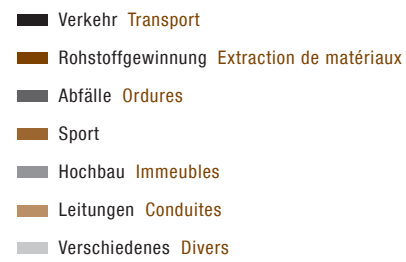 Verkehr Transport
Rohstoffgewinnung Extraction de matériaux
Abfälle Ordures
Sport
Hochbau Immeubles
Leitungen Conduites
Verschiedenes Divers